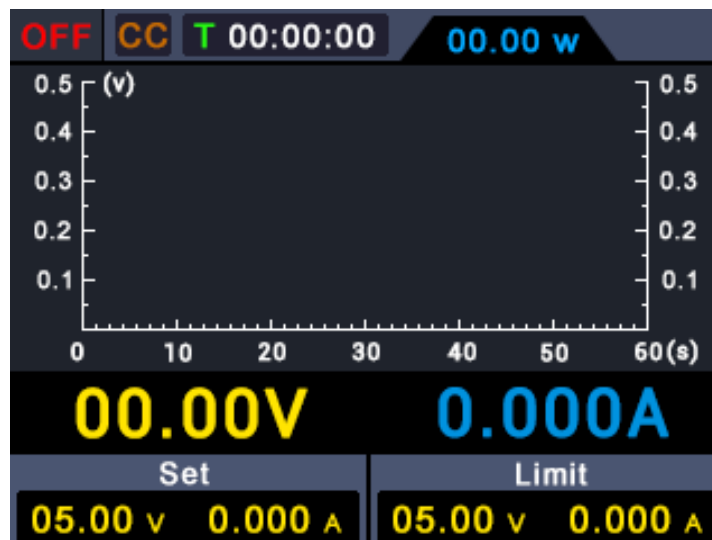 OFF CC T 00:00:00 00.00 w
0.5 (v) 0.5
0.4 0.4
0.3 0.3
0.2 0.2
0.1 0.1
0 10 20 30 40 50 60(s)
00.00V 0.000A
Set Limit
05.00 V 0.000 A 05.00 V 0.000 A